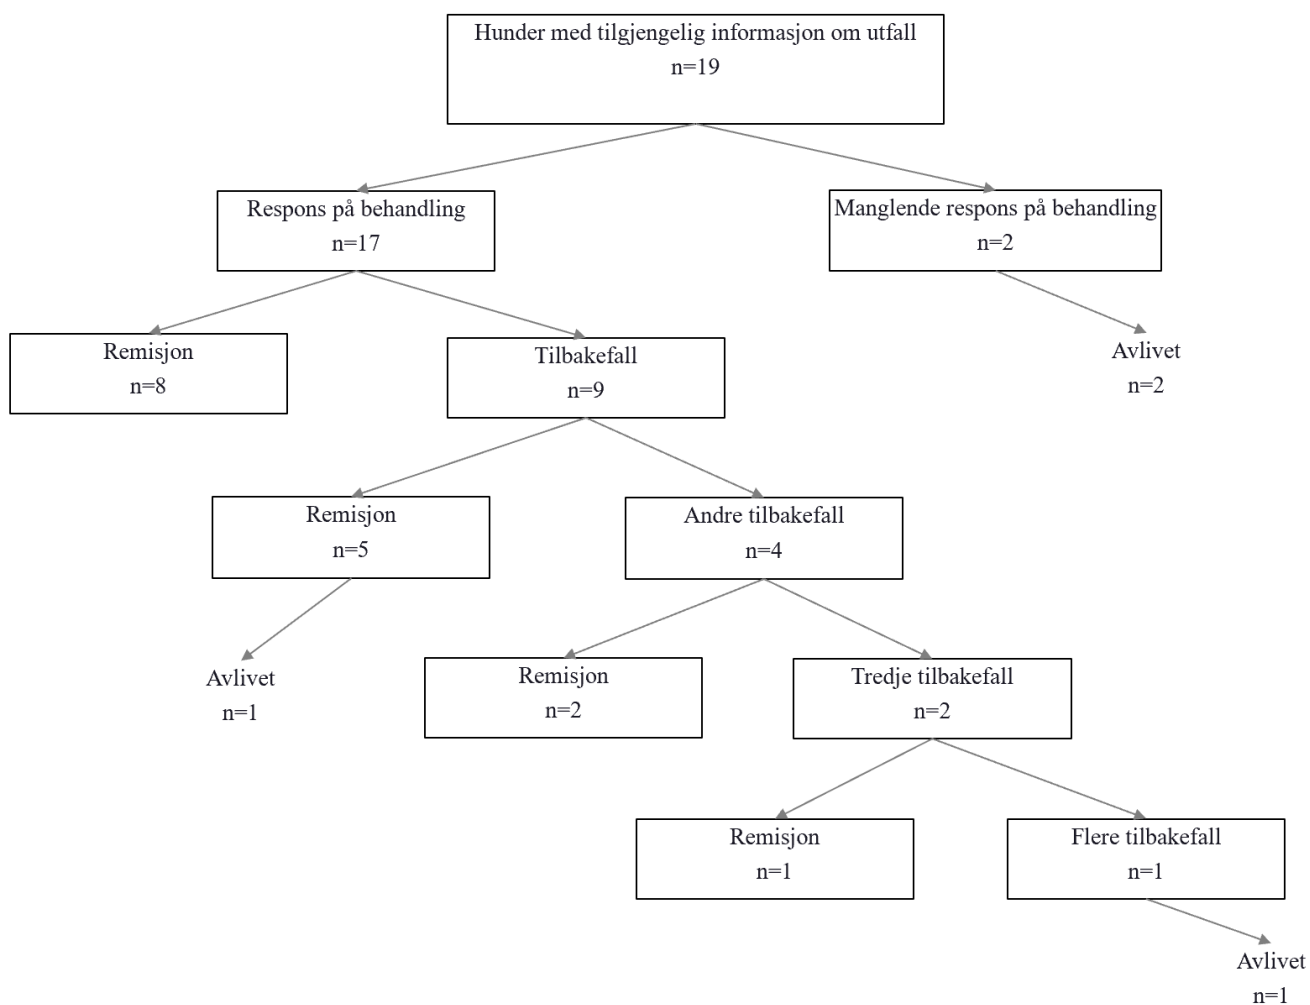 Hunder med tilgjengelig informasjon om utfall
n=19
Respons på behandling
n=17
Manglende respons på behandling
n=2
Remisjon
n=8
Tilbakefall
n=9
Avlivet
n=2
Remisjon
n=5
Andre tilbakefall
n=4
Avlivet
n=1
Remisjon
n=2
Tredje tilbakefall
n=2
Remisjon
n=1
Flere tilbakefall
n=1
Avlivet
n=1